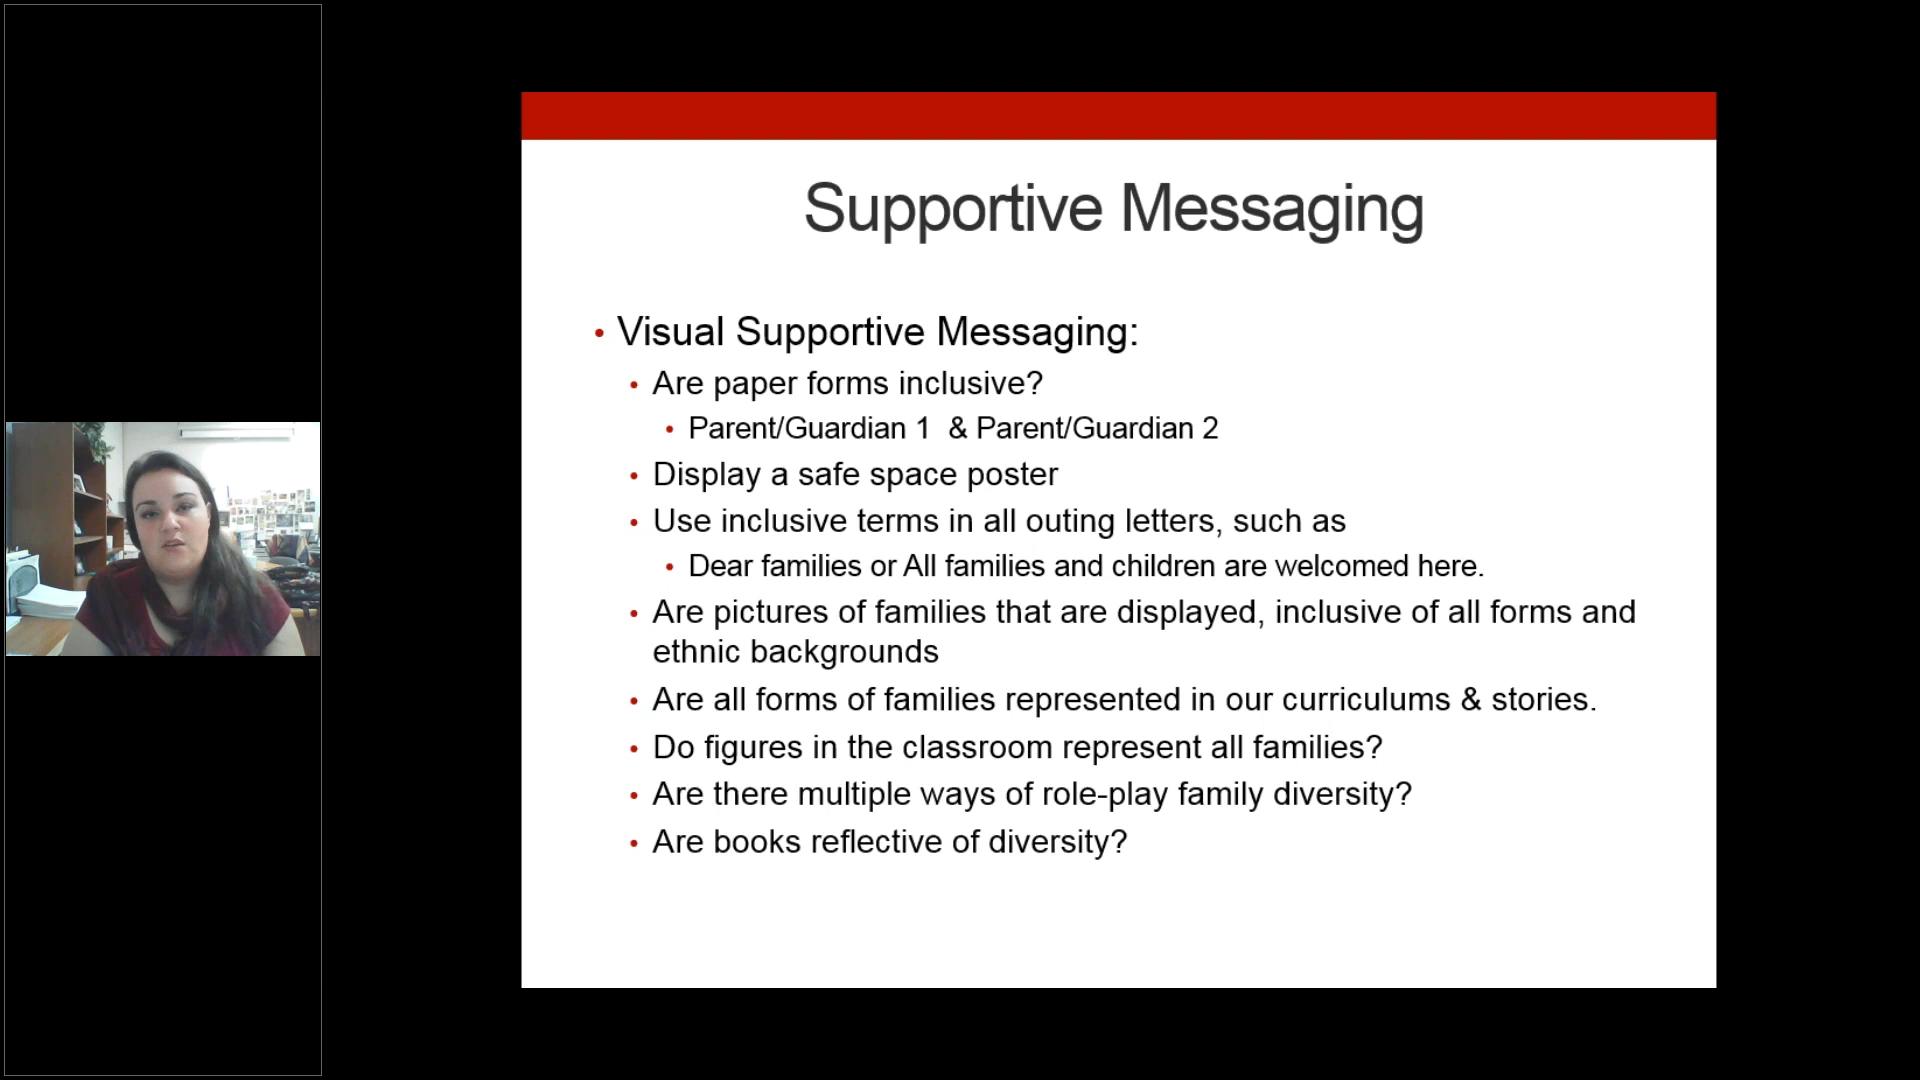 Supportive Messaging
• Visual Supportive Messaging:
• Are paper forms inclusive?
• Parent/Guardian 1  & Parent/Guardian 2
• Display a safe space poster
• Use inclusive terms in all outing letters, such as
• Dear families or All families and children are welcomed here.
• Are pictures of families that are displayed, inclusive of all forms and
ethnic backgrounds
• Are all forms of families represented in our curriculums & stories.
• Do figures in the classroom represent all families?
• Are there multiple ways of role-play family diversity?
• Are books reflective of diversity?